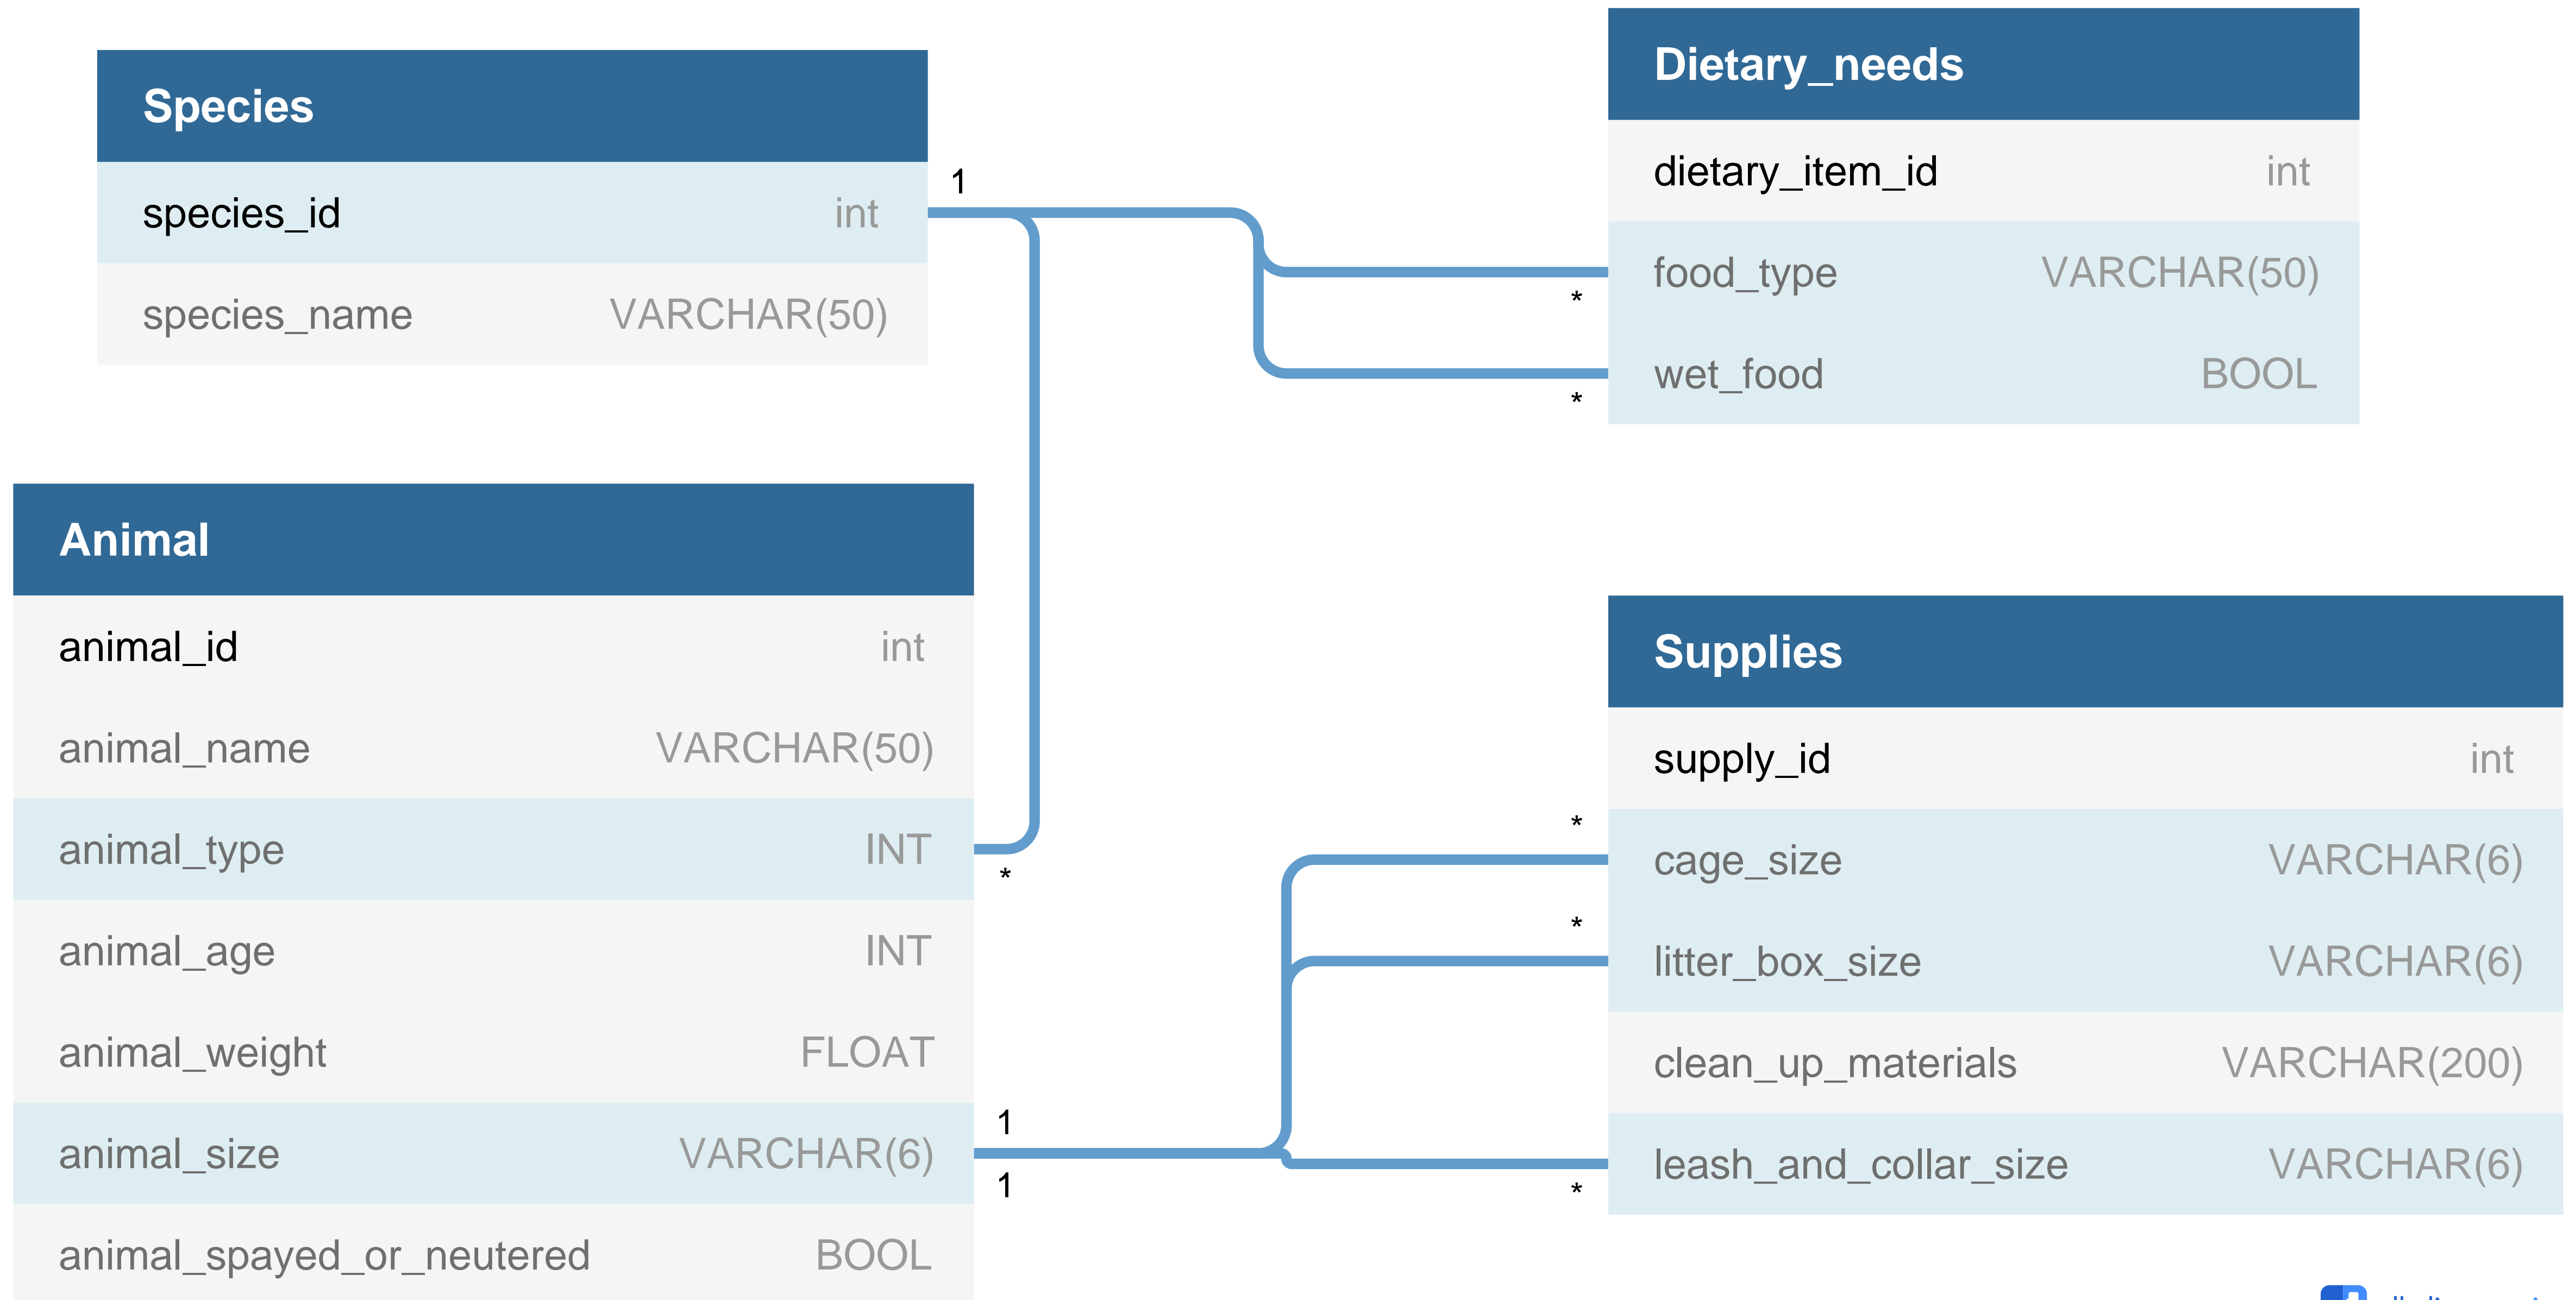 Species
species_id int
species_name VARCHAR(50)
1
Dietary_needs
dietary_item_id int
food_type VARCHAR(50)
*
wet_food BOOL
*
Animal
animal_id int
animal_name VARCHAR(50)
animal_type INT
*
animal_age INT
animal_weight FLOAT
animal_size VARCHAR(6)
1
1
animal_spayed_or_neutered BOOL
Supplies
supply_id int
*
cage_size VARCHAR(6)
*
litter_box_size VARCHAR(6)
clean_up_materials VARCHAR(200)
leash_and_collar_size VARCHAR(6)
*